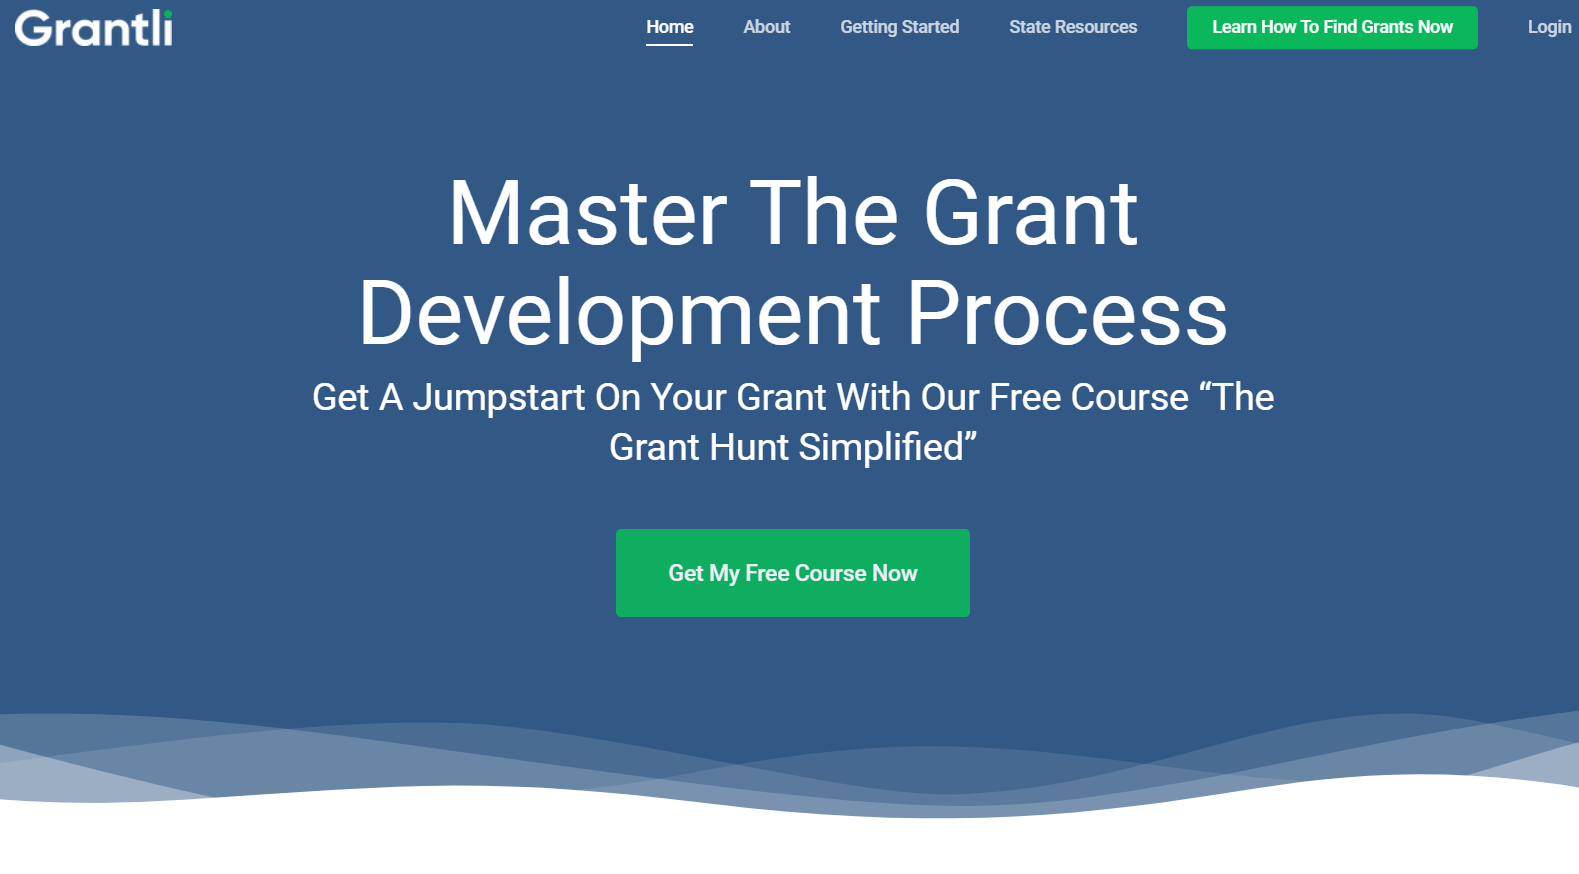 Grantli
Home
About
Getting Started
State Resources
Learn How To Find Grants Now
Login
Master The Grant
Development Process
Get A Jumpstart On Your Grant With Our Free Course “The
Grant Hunt Simplified”
Get My Free Course Now